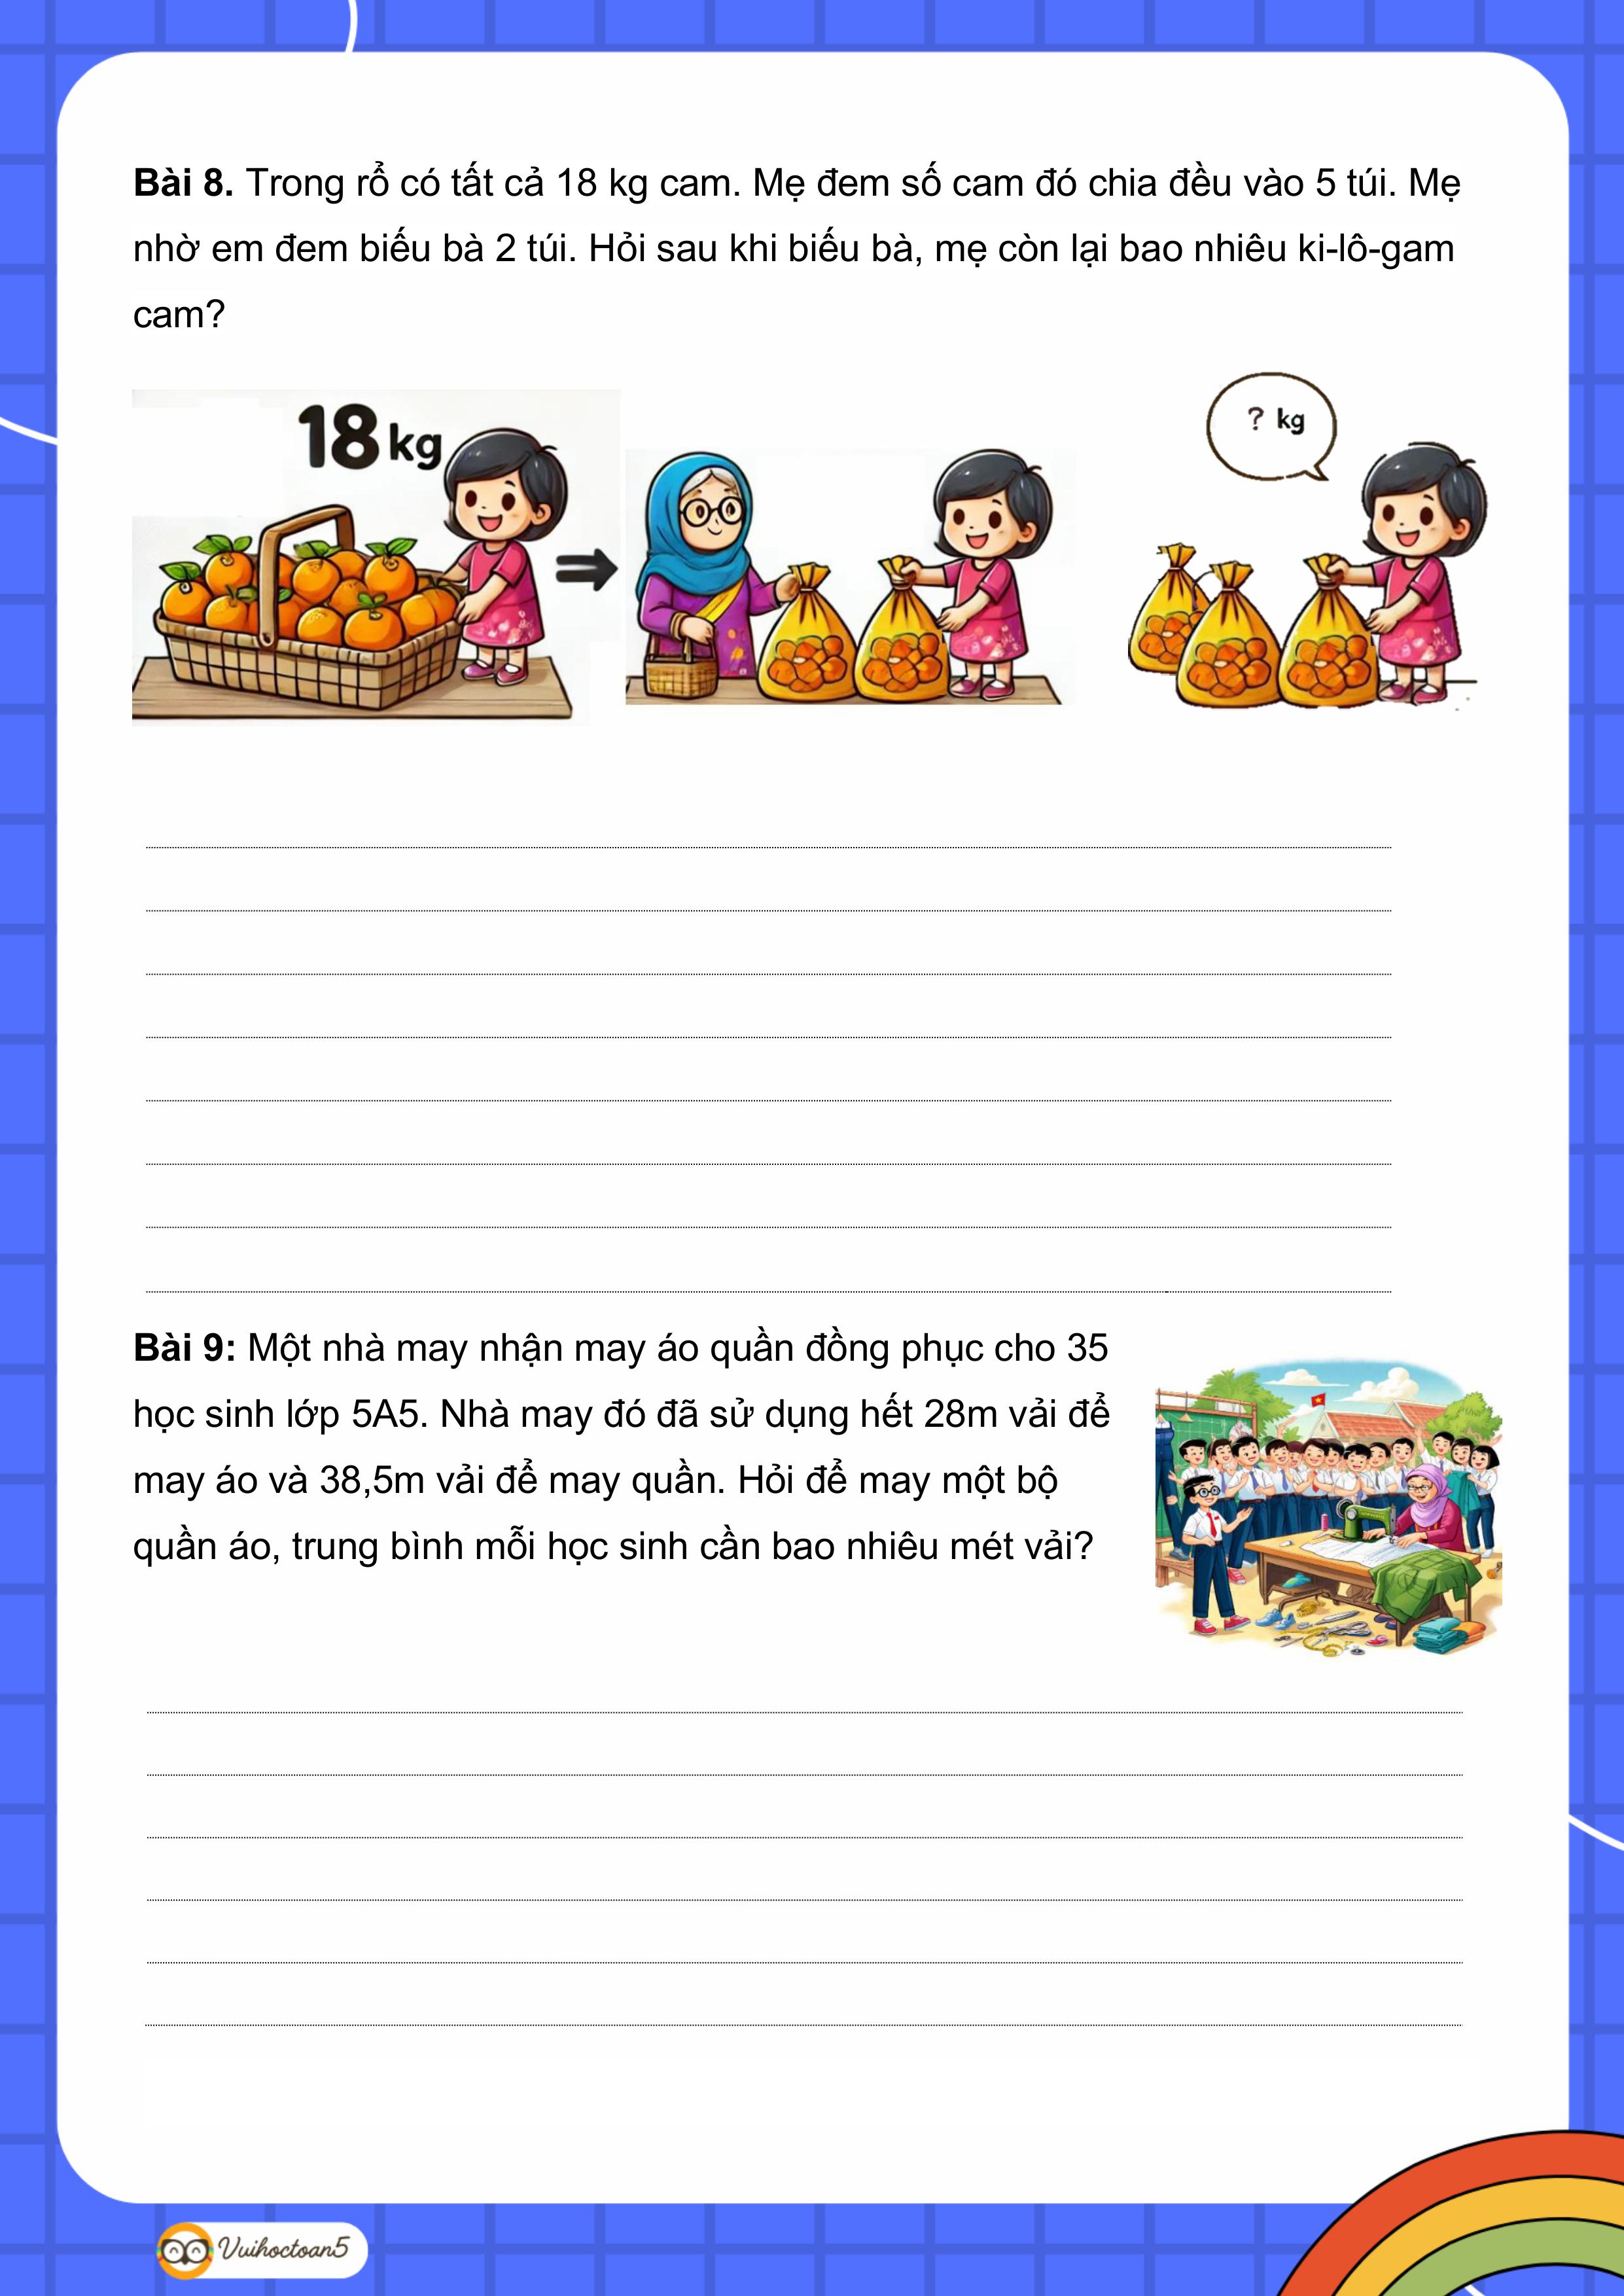 Bài 8. Trong rổ có tất cả 18 kg cam. Mẹ đem số cam đó chia đều vào 5 túi. Mẹ
nhờ em đem biếu bà 2 túi. Hỏi sau khi biếu bà, mẹ còn lại bao nhiêu ki-lô-gam
cam?
18 kg
? kg
Bài 9: Một nhà may nhận may áo quần đồng phục cho 35
học sinh lớp 5A5. Nhà may đó đã sử dụng hết 28m vải để
may áo và 38,5m vải để may quần. Hỏi để may một bộ
quần áo, trung bình mỗi học sinh cần bao nhiêu mét vải?
Vuihoctoan5